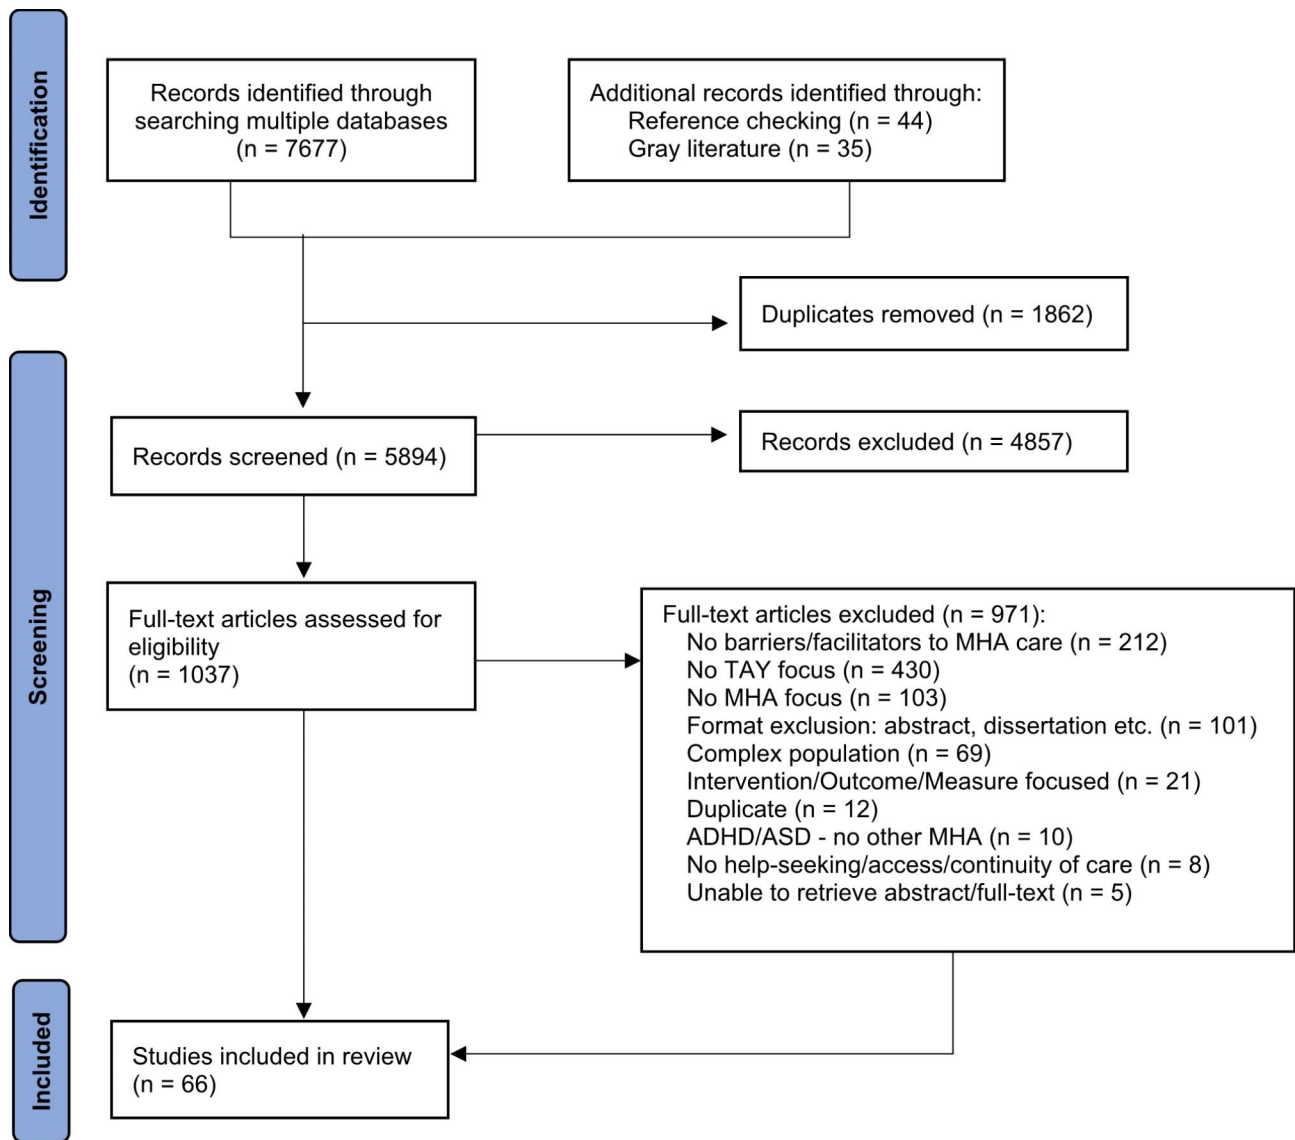 Identification
Records identified through
searching multiple databases
(n = 7677)
Additional records identified through:
Reference checking (n = 44)
Gray literature (n = 35)
Duplicates removed (n = 1862)
Screening
Records screened (n = 5894)
Records excluded (n = 4857)
Full-text articles assessed for
eligibility
(n = 1037)
Full-text articles excluded (n = 971):
No barriers/facilitators to MHA care (n = 212)
No TAY focus (n = 430)
No MHA focus (n = 103)
Format exclusion: abstract, dissertation etc. (n = 101)
Complex population (n = 69)
Intervention/Outcome/Measure focused (n = 21)
Duplicate (n = 12)
ADHD/ASD - no other MHA (n = 10)
No help-seeking/access/continuity of care (n = 8)
Unable to retrieve abstract/full-text (n = 5)
Included
Studies included in review
(n = 66)